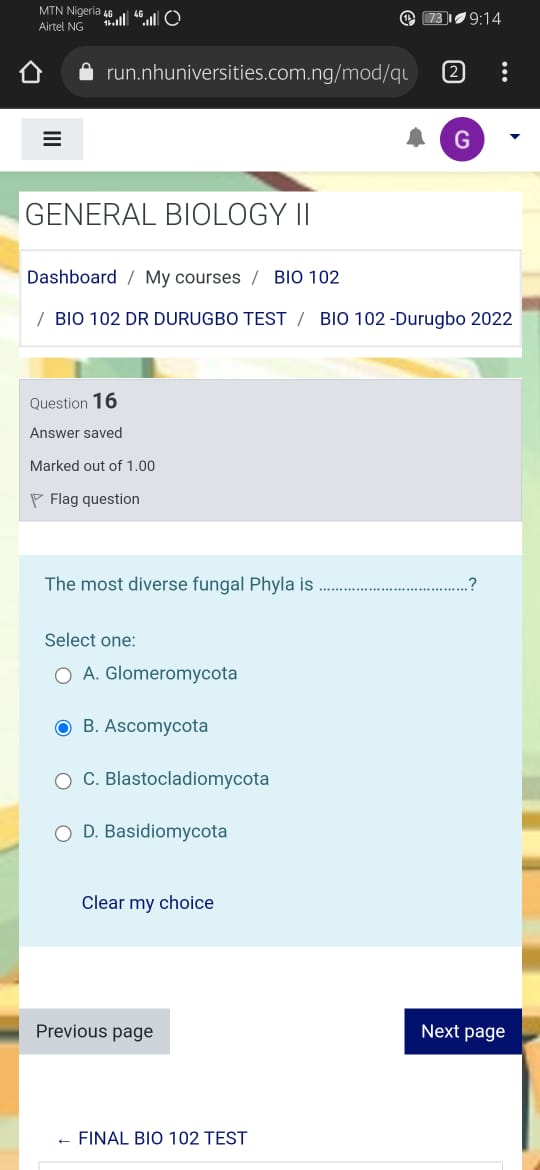 MTN Nigeria 4G 4G 73 9:14
Airtel NG
run.nhuniversities.com.ng/mod/qu 2
G
GENERAL BIOLOGY II
Dashboard / My courses / BIO 102
/ BIO 102 DR DURUGBO TEST / BIO 102 -Durugbo 2022
Question 16
Answer saved
Marked out of 1.00
Flag question
The most diverse fungal Phyla is ....................................?
Select one:
A. Glomeromycota
B. Ascomycota
C. Blastocladiomycota
D. Basidiomycota
Clear my choice
Previous page Next page
← FINAL BIO 102 TEST